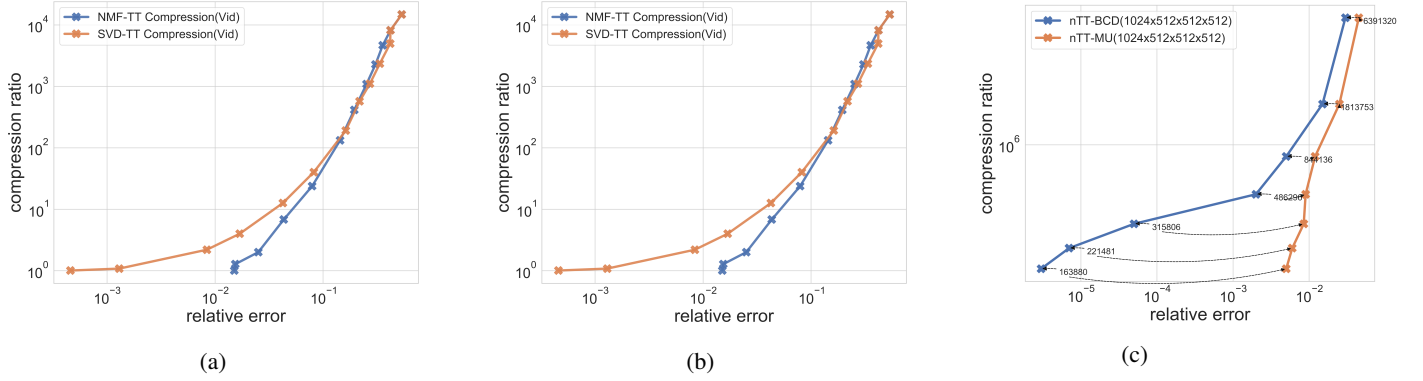 NMF-TT Compression(Vid)
SVD-TT Compression(Vid)
compression ratio
10^4
10^3
10^2
10^1
10^0
10^-3
10^-2
10^-1
relative error
(a)
NMF-TT Compression(Vid)
SVD-TT Compression(Vid)
compression ratio
10^4
10^3
10^2
10^1
10^0
10^-3
10^-2
10^-1
relative error
(b)
nTT-BCD(1024x512x512x512)
nTT-MU(1024x512x512x512)
compression ratio
10^6
6391320
1813753
844136
486290
315806
221481
163880
10^-5
10^-4
10^-3
10^-2
relative error
(c)